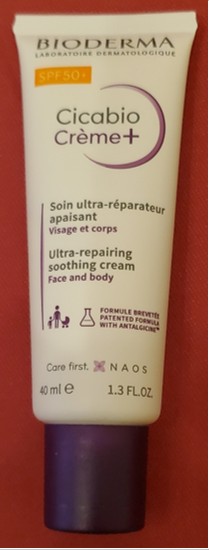 BIODERMA
LABORATOIRE DERMATOLOGIQUE
SPF50+
Cicabio
Crème+
Soin ultra-réparateur
apaisant
Visage et corps
Ultra-repairing
soothing cream
Face and body
FORMULE BREVETÉE
PATENTED FORMULA
WITH ANTALGICINE™
Care first. NAOS
40 ml e 1.3 FL.OZ.